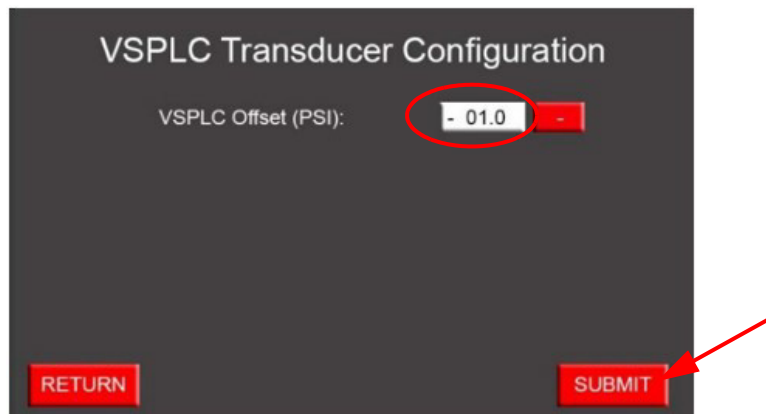 VSPLC Transducer Configuration
VSPLC Offset (PSI): - 01.0 -
RETURN SUBMIT